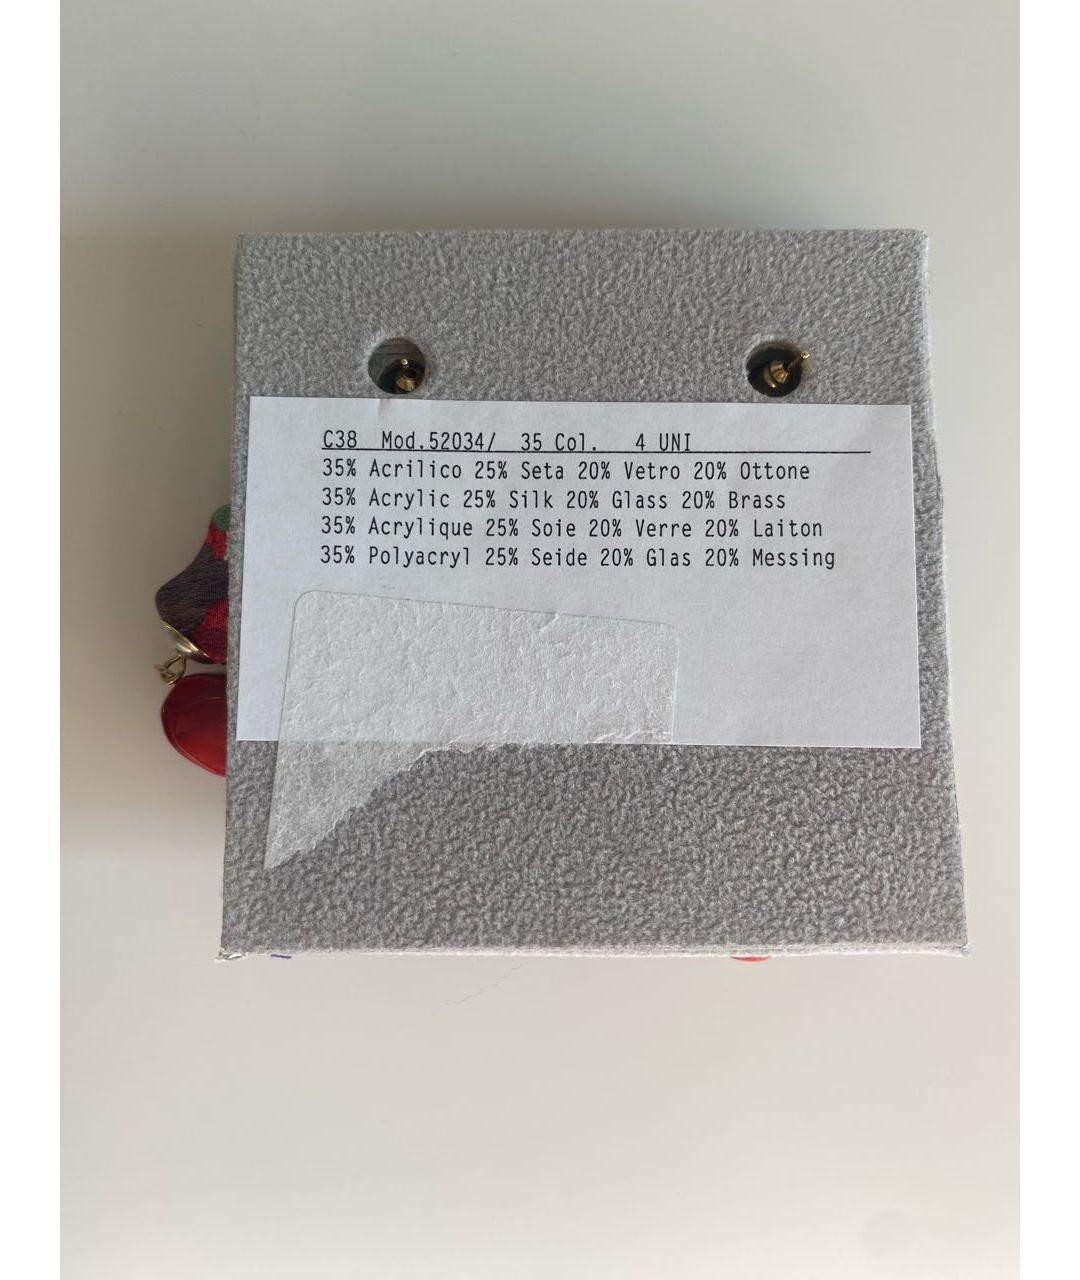 C38 Mod.52034/ 35 Col. 4 UNI
35% Acrilico 25% Seta 20% Vetro 20% Ottone
35% Acrylic 25% Silk 20% Glass 20% Brass
35% Acrylique 25% Soie 20% Verre 20% Laiton
35% Polyacryl 25% Seide 20% Glas 20% Messing